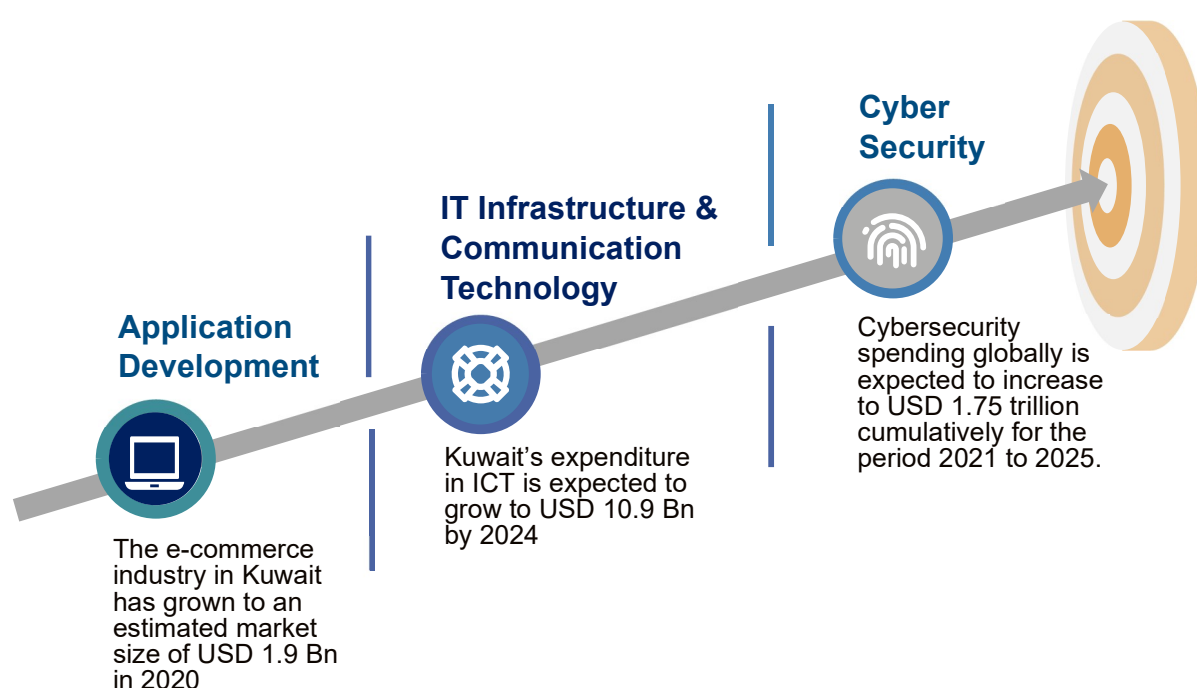 Application
Development
The e-commerce
industry in Kuwait
has grown to an
estimated market
size of USD 1.9 Bn
in 2020
IT Infrastructure &
Communication
Technology
Kuwait’s expenditure
in ICT is expected to
grow to USD 10.9 Bn
by 2024
Cyber
Security
Cybersecurity
spending globally is
expected to increase
to USD 1.75 trillion
cumulatively for the
period 2021 to 2025.